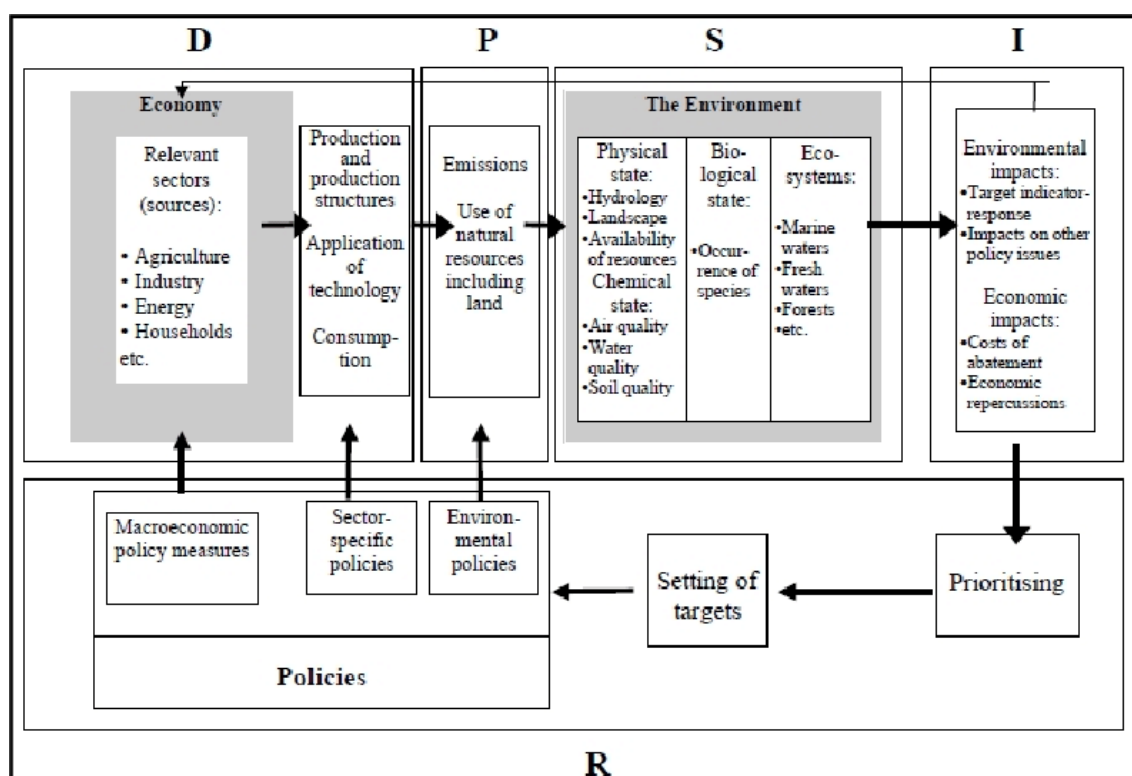 D
P
S
I
Economy
Relevant
sectors
(sources):
• Agriculture
• Industry
• Energy
• Households
etc.
Production
and
production
structures
Application
of
technology
Consump-
tion
Emissions
Use of
natural
resources
including
land
The Environment
Physical
state:
•Hydrology
•Landscape
•Availability
of resources
Chemical
state:
•Air quality
•Water
quality
•Soil quality
Bio-
logical
state:
•Occur-
rence of
species
Eco-
systems:
•Marine
waters
•Fresh
waters
•Forests
•etc.
Environmental
impacts:
•Target indicator-
response
•Impacts on other
policy issues
Economic
impacts:
•Costs of
abatement
•Economic
repercussions
Macroeconomic
policy measures
Sector-
specific
policies
Environ-
mental
policies
Setting of
targets
Prioritising
Policies
R